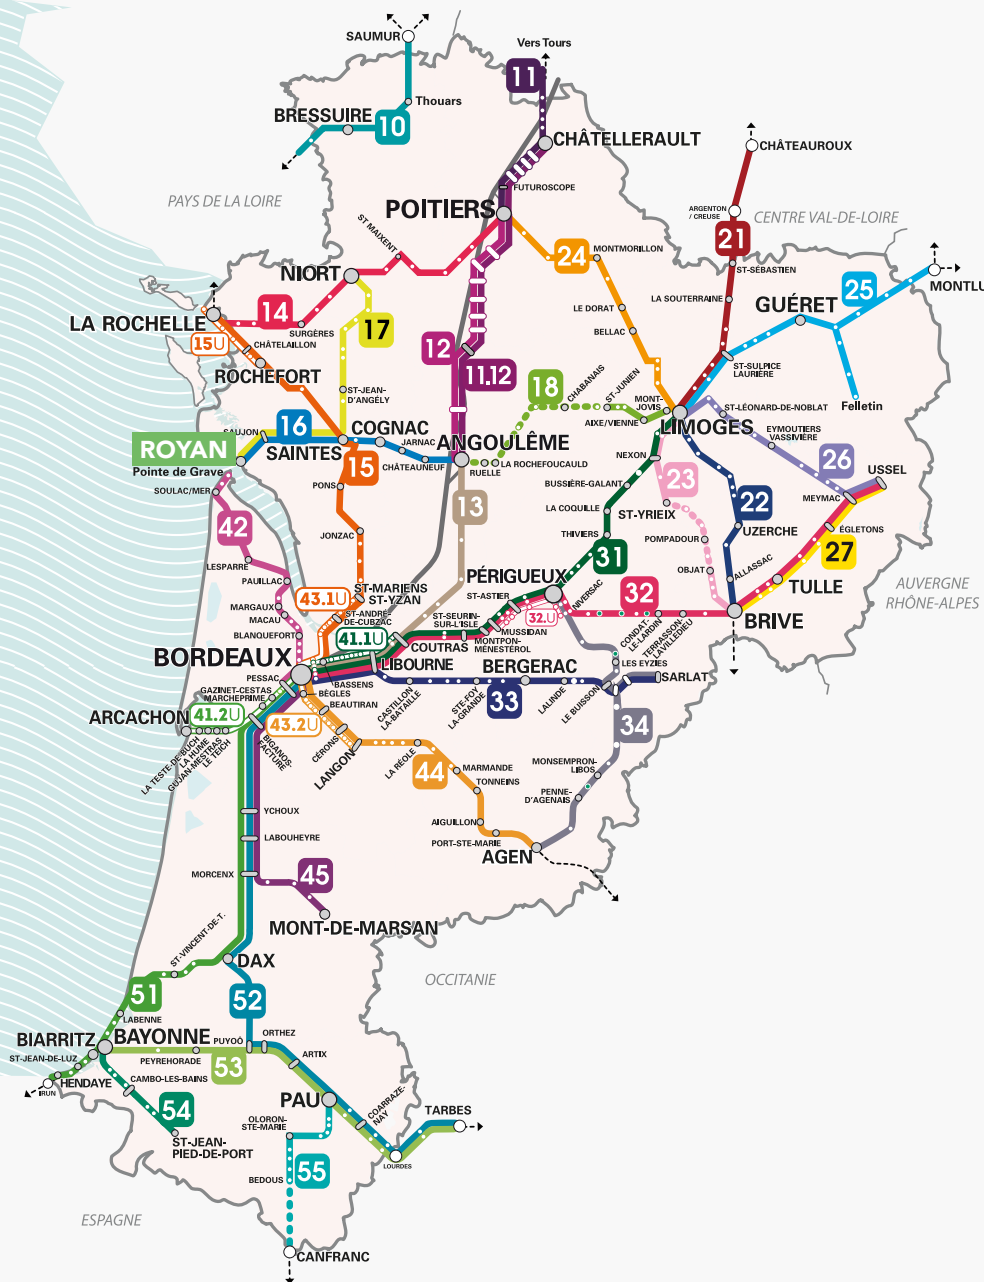 SAUMUR
Vers Tours
11
Thouars
BRESSUIRE
10
CHÂTELLERAULT
CHÂTEAUROUX
FUTUROSCOPE
PAYS DE LA LOIRE
POITIERS
ARGENTON
/ CREUSE
CENTRE VAL-DE-LOIRE
ST MAIXENT
24
MONTMORILLON
21
ST-SÉBASTIEN
NIORT
MONTLU
25
LA SOUTERRAINE
GUÉRET
LE DORAT
14
LA ROCHELLE
SURGÈRES
17
BELLAC
15U
CHÂTELAILLON
12
11.12
ROCHEFORT
ST-SULPICE
LAURIÈRE
18
CHABANAIS
ST-JUNIEN
ST-JEAN-
D'ANGÉLY
MONT-
JOVIS
Felletin
ST-LÉONARD-DE-NOBLAT
AIXE/VIENNE
LIMOGES
16
COGNAC
SAUJON
EYMOUTIERS
VASSIVIÈRE
ROYAN
SAINTES
JARNAC
ANGOULÊME
CHÂTEAUNEUF
LA ROCHEFOUCAULD
RUELLE
NEXON
26
USSEL
Pointe de Grave
15
PONS
SOULAC/MER
BUSSIÈRE-GALANT
23
MEYMAC
13
LA COQUILLE
ST-YRIEIX
22
42
JONZAC
THIVIERS
UZERCHE
ÉGLETONS
POMPADOUR
31
27
LESPARRE
OBJAT
ALLASSAC
PAUILLAC
PÉRIGUEUX
TULLE
AUVERGNE
RHÔNE-ALPES
43.1U
ST-MARIENS
ST-YZAN
ST-ASTIER
NIVERSAC
32
MARGAUX
MACAU
ST-ANDRÉ-
DE-CUBZAC
ST-SEURIN-
SUR-L'ISLE
32.U
BRIVE
BLANQUEFORT
41.1U
MUSSIDAN
MONTPON-
MÉNESTÉROL
CONDAT-
LE-LARDIN
TERRASSON-
LAVILLEDIEU
COUTRAS
BORDEAUX
LIBOURNE
BERGERAC
LES EYZIES
PESSAC
BASSENS
SARLAT
GAZINET-CESTAS
MARCHEPRIME
BÈGLES
BEAUTIRAN
CASTILLON
LA-BATAILLE
STE-FOY
LA-GRANDE
33
LALINDE
LE BUISSON
ARCACHON
41.2U
43.2U
34
LA TESTE-DE-BUCH
LA HUME
GUJAN-MESTRAS
LE TEICH
BIGANOS-
FACTURE
CÉRONS
LANGON
LA RÉOLE
44
MARMANDE
MONSEMPRON-
LIBOS
TONNEINS
PENNE-
D'AGENAIS
YCHOUX
AIGUILLON
LABOUHEYRE
PORT-STE-MARIE
AGEN
MORCENX
45
MONT-DE-MARSAN
ST-VINCENT-DE-T.
DAX
OCCITANIE
51
52
LABENNE
BIARRITZ
BAYONNE
PUYOÔ
ORTHEZ
ST-JEAN-DE-LUZ
ARTIX
PEYREHORADE
53
HENDAYE
CAMBO-LES-BAINS
IRUN
54
PAU
COARRAZE-
NAY
TARBES
OLORON-
STE-MARIE
ST-JEAN-
PIED-DE-PORT
LOURDES
55
BEDOUS
ESPAGNE
CANFRANC